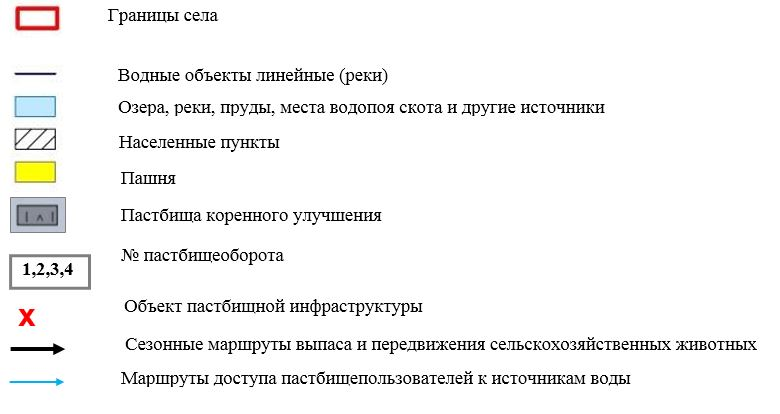 Границы села
Водные объекты линейные (реки)
Озера, реки, пруды, места водопоя скота и другие источники
Населенные пункты
Пашня
Пастбища коренного улучшения
№ пастбищеоборота
1,2,3,4
Объект пастбищной инфраструктуры
X
Сезонные маршруты выпаса и передвижения сельскохозяйственных животных
Маршруты доступа пастбищепользователей к источникам воды